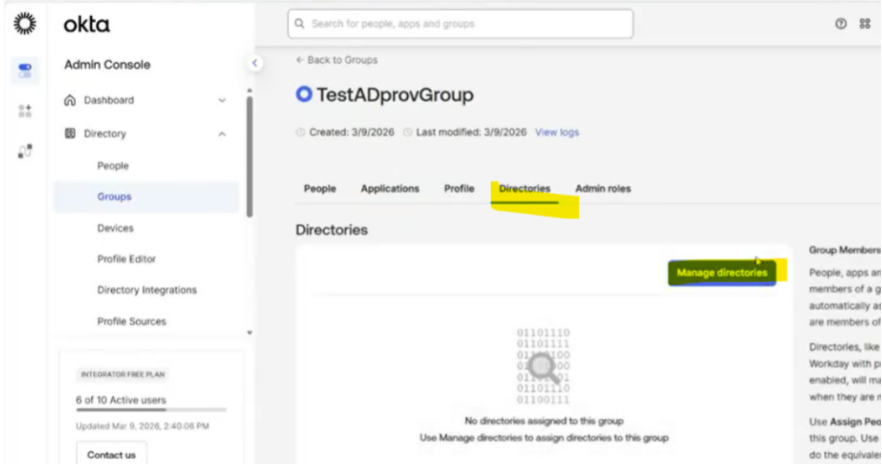 okta
Search for people, apps and groups
Admin Console
Dashboard
Directory
People
Groups
Devices
Profile Editor
Directory Integrations
Profile Sources
INTEGRATOR FREE PLAN
6 of 10 Active users
Updated Mar 9, 2026, 2:40:06 PM
Contact us
← Back to Groups
TestADprovGroup
Created: 3/9/2026 Last modified: 3/9/2026 View logs
People Applications Profile Directories Admin roles
Directories
Manage directories
01101110
01101111
01100111
No directories assigned to this group
Use Manage directories to assign directories to this group
Group Members
People, apps an
members of a g
automatically as
are members of
Directories, like
Workday with p
enabled, will ma
when they are m
Use Assign Peo
this group. Use
do the equivale